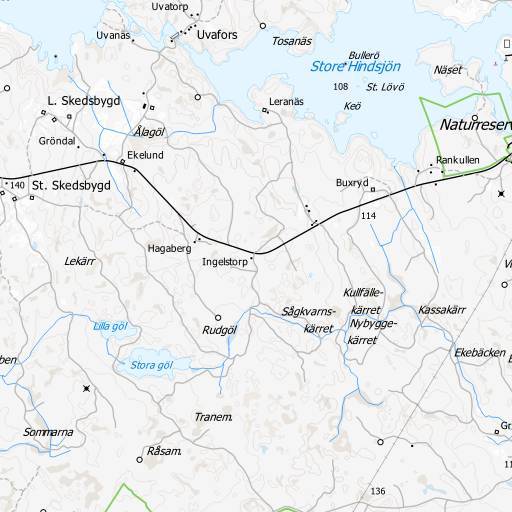 Uvatorp
Uvanäs
Uvafors
Tosanäs
Bullerö
Store Hindsjön
Näset
108
St. Lövö
Keö
L. Skedsbygd
Leranäs
Ålagöl
Naturreserv
Gröndal
Ekelund
Rankullen
140
St. Skedsbygd
Buxryd
114
Hagaberg
Lekärr
Ingelstorp
Kullfälle-
kärret
Sågkvarns-
kärret
Kassakärr
Lilla göl
Rudgöl
Nybygge-
kärret
Ekebäcken
Stora göl
Tranem.
Sommarna
Råsam.
136